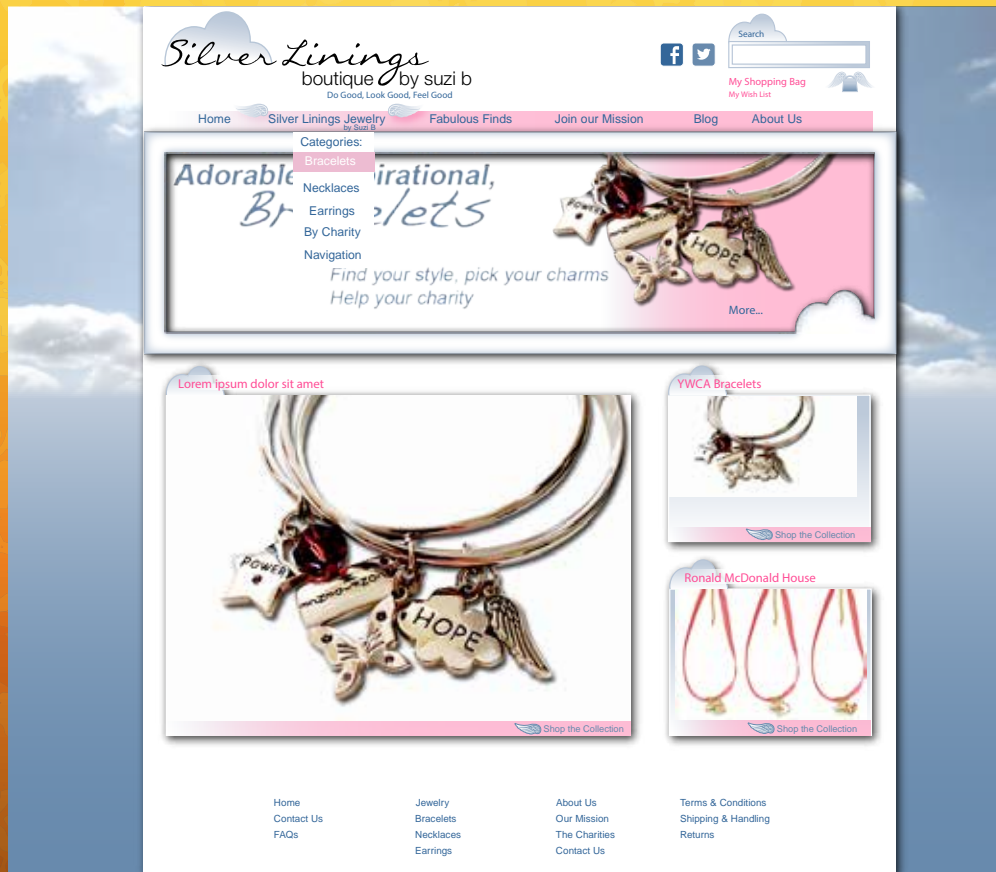 Silver Linings
boutique by suzi b
Do Good, Look Good, Feel Good
Search
My Shopping Bag
My Wish List
Home Silver Linings Jewelry Fabulous Finds Join our Mission Blog About Us
by Suzi B
Categories:
Bracelets
Necklaces
Earrings
By Charity
Navigation
Adorable irational,
Br elets
Find your style, pick your charms
Help your charity
POWER
HOPE
More...
Lorem ipsum dolor sit amet
POWER
HOPE
Shop the Collection
YWCA Bracelets
Shop the Collection
Ronald McDonald House
Shop the Collection
Home Jewelry About Us Terms & Conditions
Contact Us Bracelets Our Mission Shipping & Handling
FAQs Necklaces The Charities Returns
Earrings Contact Us